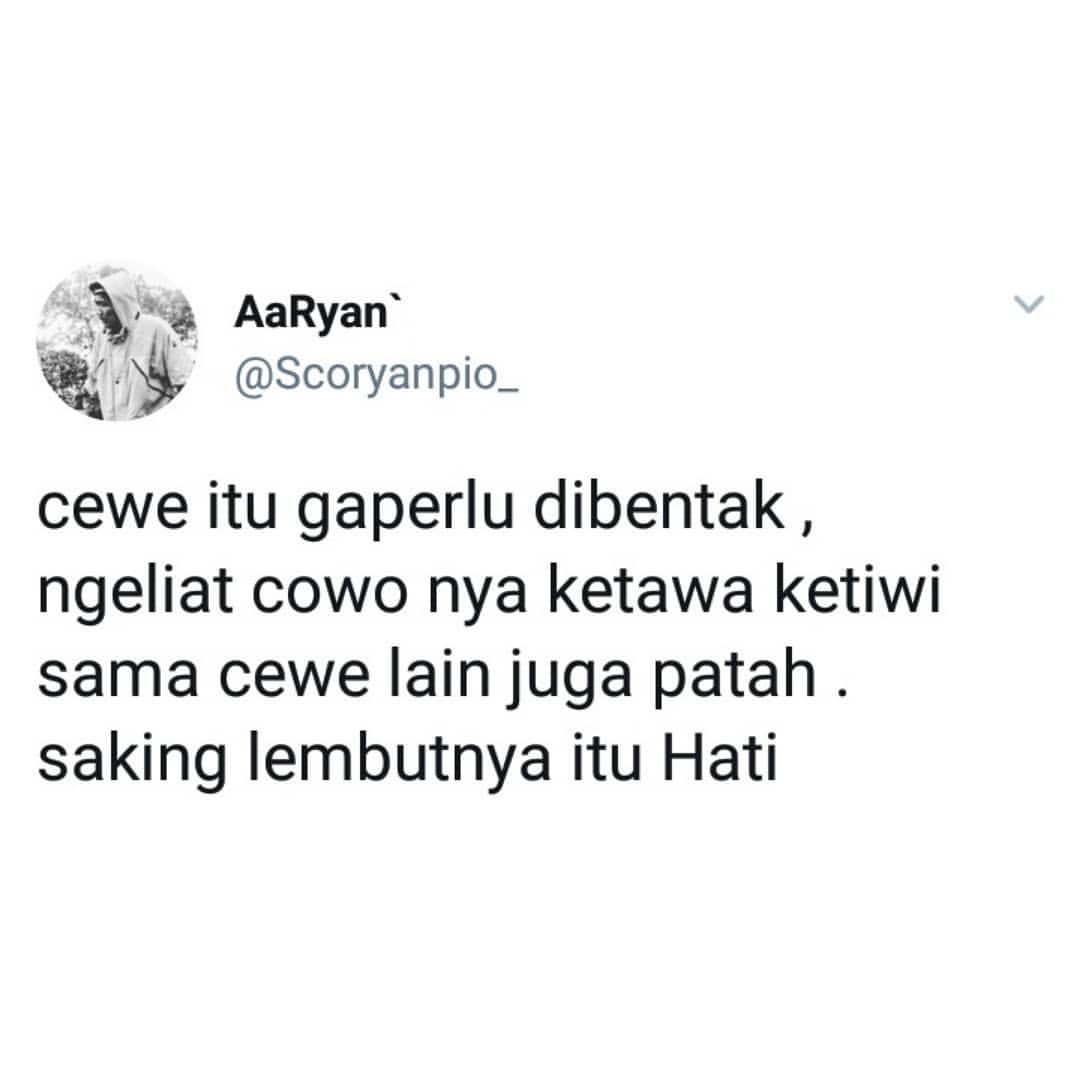 AaRyan`
@Scoryanpio_
cewe itu gaperlu dibentak ,
ngeliat cowo nya ketawa ketiwi
sama cewe lain juga patah .
saking lembutnya itu Hati